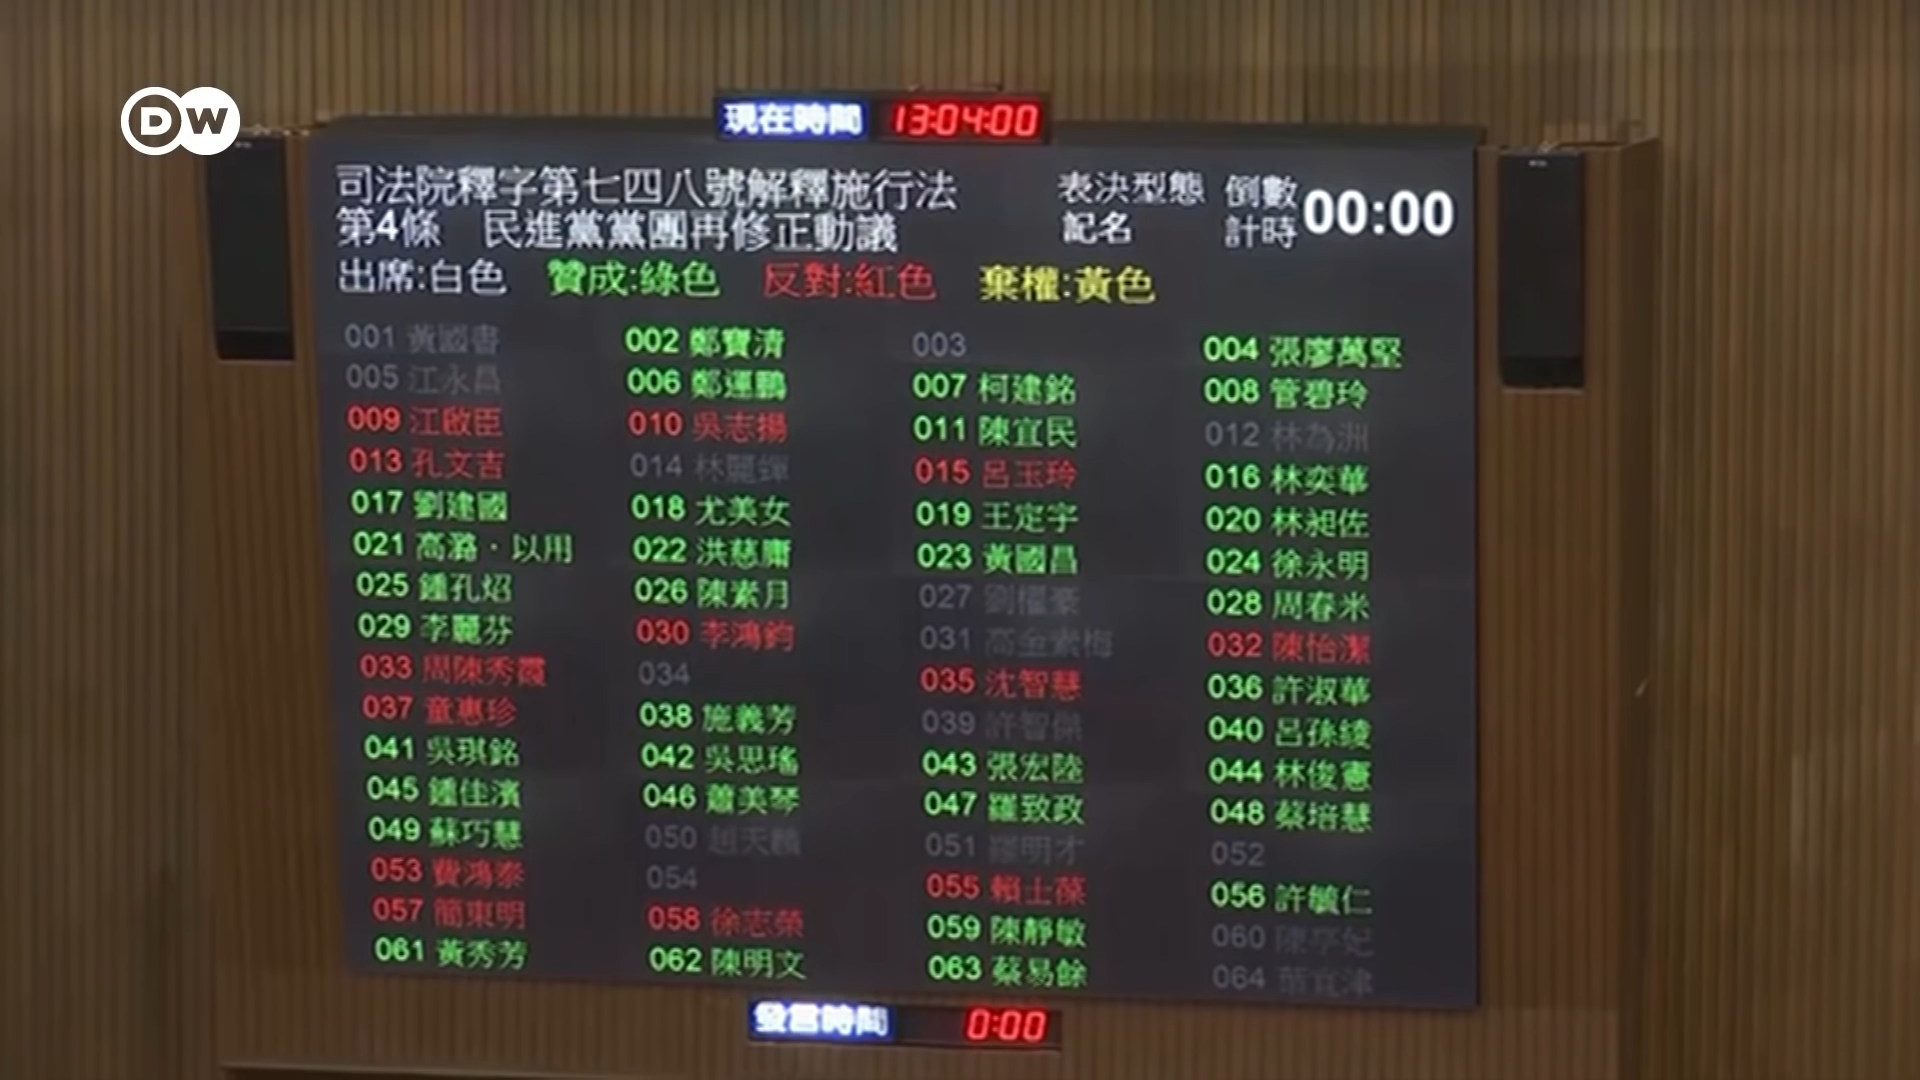 DW
現在時間 13:04:00
司法院釋字第七四八號解釋施行法
第4條 民進黨黨團再修正動議
表決型態
記名
倒數
計時
00:00
出席:白色 贊成:綠色 反對:紅色 棄權:黃色
001 黃國書 002 鄭寶清 003 004 張廖萬堅
005 江永昌 006 鄭運鵬 007 柯建銘 008 管碧玲
009 江啟臣 010 吳志揚 011 陳宜民 012 林為洲
013 孔文吉 014 林麗蟬 015 呂玉玲 016 林奕華
017 劉建國 018 尤美女 019 王定宇 020 林昶佐
021 高潞・以用 022 洪慈庸 023 黃國昌 024 徐永明
025 鍾孔炤 026 陳素月 027 劉櫂豪 028 周春米
029 李麗芬 030 李鴻鈞 031 高金素梅 032 陳怡潔
033 周陳秀霞 034 035 沈智慧 036 許淑華
037 童惠珍 038 施義芳 039 許智傑 040 呂孫綾
041 吳琪銘 042 吳思瑤 043 張宏陸 044 林俊憲
045 鍾佳濱 046 蕭美琴 047 羅致政 048 蔡培慧
049 蘇巧慧 050 趙天麟 051 羅明才 052
053 費鴻泰 054 055 賴士葆 056 許毓仁
057 簡東明 058 徐志榮 059 陳靜敏 060 陳亭妃
061 黃秀芳 062 陳明文 063 蔡易餘 064 葉宜津
發言時間 0:00